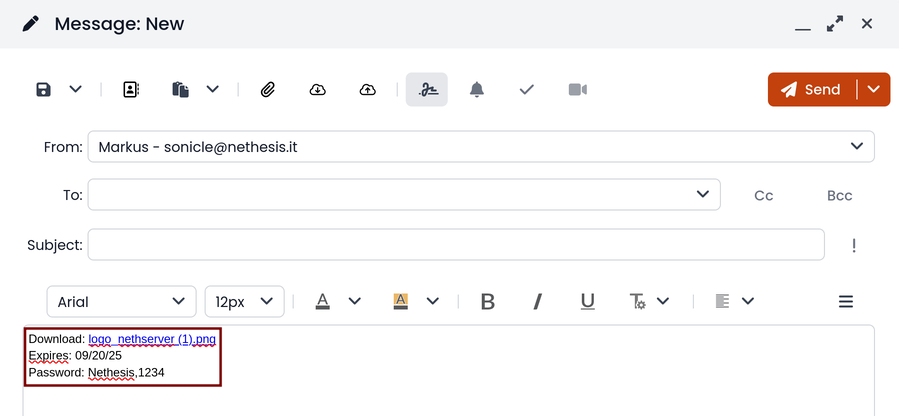 Message: New
Send
From: Markus - sonicle@nethesis.it
To: Cc Bcc
Subject: !
Arial 12px A A B I U T
Download: logo_nethserver (1).png
Expires: 09/20/25
Password: Nethesis,1234